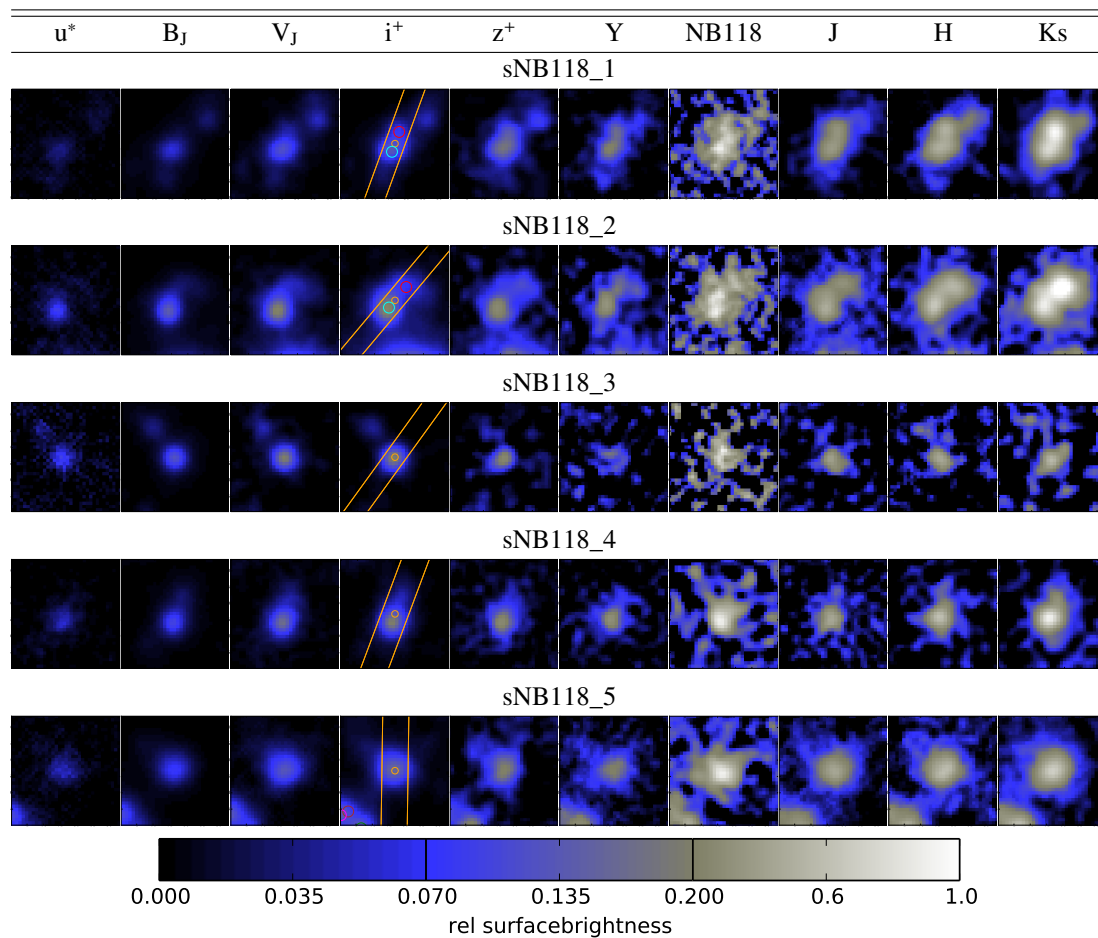 u* B_J V_J i⁺ z⁺ Y NB118 J H Ks
sNB118_1
sNB118_2
sNB118_3
sNB118_4
sNB118_5
0.000 0.035 0.070 0.135 0.200 0.6 1.0
rel surfacebrightness